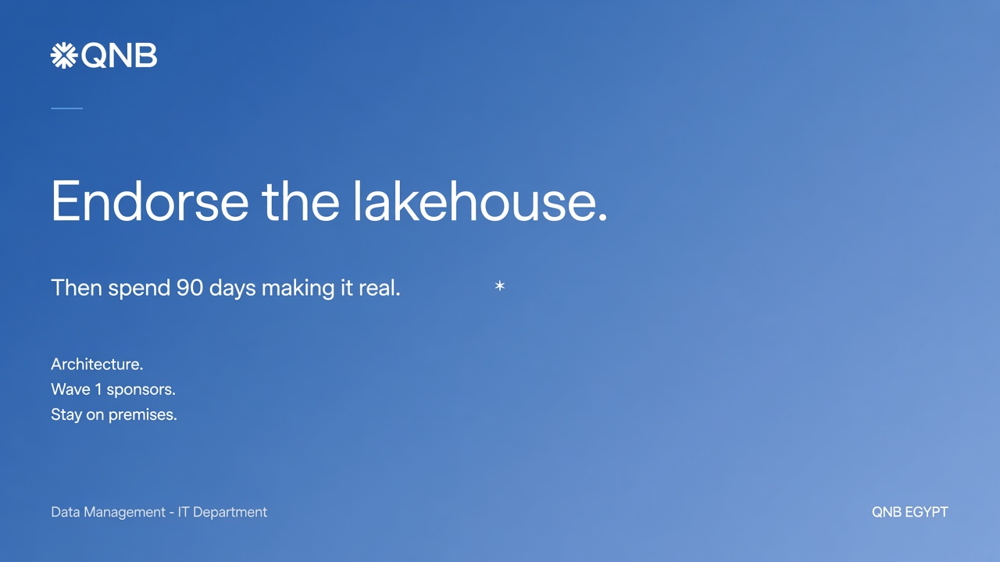 QNB
Endorse the lakehouse.
Then spend 90 days making it real. *
Architecture.
Wave 1 sponsors.
Stay on premises.
Data Management - IT Department
QNB EGYPT